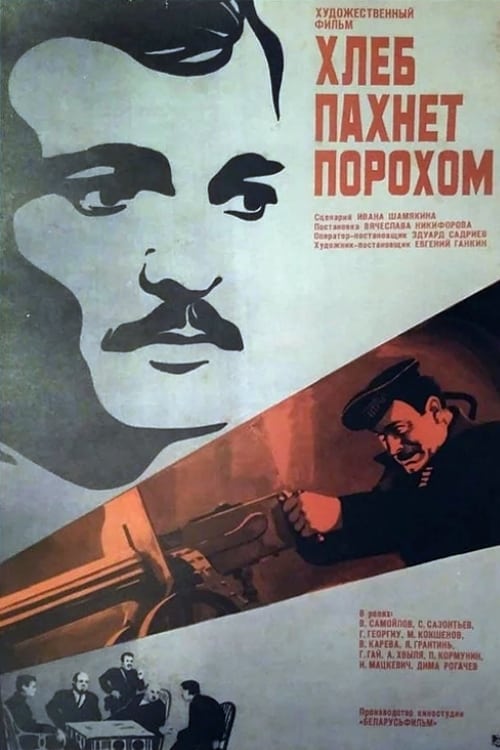 ХУДОЖЕСТВЕННЫЙ
ФИЛЬМ
ХЛЕБ
ПАХНЕТ
ПОРОХОМ
Сценарий ИВАНА ШАМЯКИНА
Постановка ВЯЧЕСЛАВА НИКИФОРОВА
Оператор-постановщик ЭДУАРД САДРИЕВ
Художник-постановщик ЕВГЕНИЙ ГАНКИН
В ролях:
В. САМОЙЛОВ, С. САЗОНТЬЕВ,
Г. ГЕОРГИУ, М. КОКШЕНОВ,
В. КАРЕВА, Я. ГРАНТИНЬ,
Г. ГАЙ, А. ХВЫЛЯ, П. КОРМУНИН,
И. МАЦКЕВИЧ, ДИМА РОГАЧЕВ
Производство киностудии
«БЕЛАРУСЬФИЛЬМ»